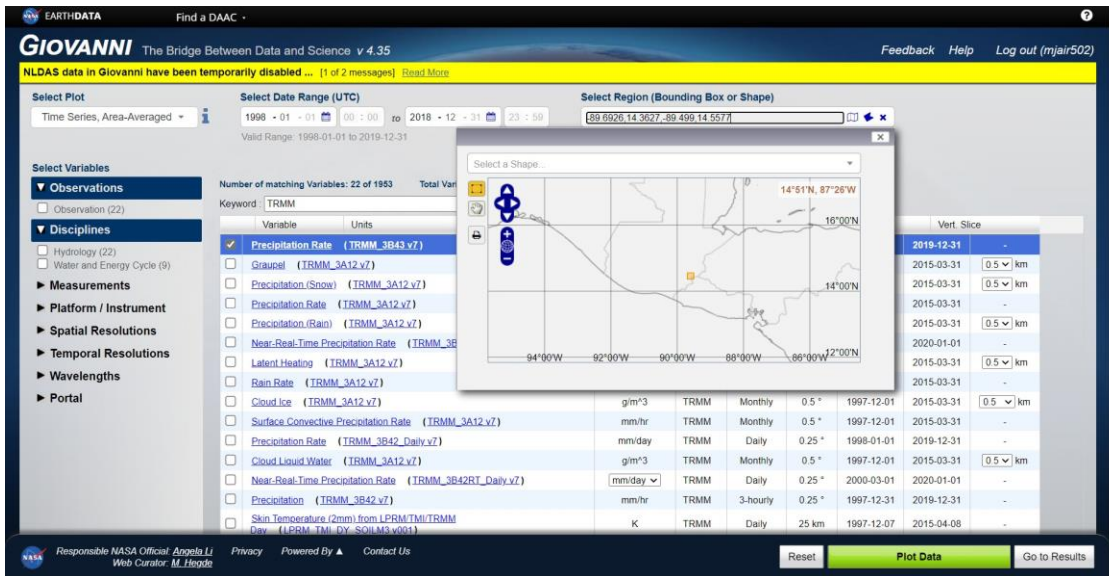 EARTHDATA Find a DAAC
GIOVANNI The Bridge Between Data and Science v 4.35 Feedback Help Log out (mjair502)
NLDAS data in Giovanni have been temporarily disabled ... [1 of 2 messages] Read More
Select Plot Select Date Range (UTC) Select Region (Bounding Box or Shape)
Time Series, Area-Averaged 1998 - 01 - 01 00 : 00 to 2018 - 12 - 31 23 : 59 -89.6926,14.3627,-89.499,14.5577
Valid Range: 1998-01-01 to 2019-12-31
Select a Shape...
Select Variables
Observations Number of matching Variables: 22 of 1953 Total Vari
Observation (22) Keyword : TRMM
14°51'N, 87°26'W
16°00'N
14°00'N
12°00'N
94°00'W 92°00'W 90°00'W 88°00'W 86°00'W
Disciplines
Hydrology (22)
Water and Energy Cycle (9)
Measurements
Platform / Instrument
Spatial Resolutions
Temporal Resolutions
Wavelengths
Portal
Variable Units Vert. Slice
Precipitation Rate (TRMM_3B43 v7) 2019-12-31 -
Graupel (TRMM_3A12 v7) 2015-03-31 0.5 km
Precipitation (Snow) (TRMM_3A12 v7) 2015-03-31 0.5 km
Precipitation Rate (TRMM_3A12 v7) 2015-03-31 -
Precipitation (Rain) (TRMM_3A12 v7) 2015-03-31 0.5 km
Near-Real-Time Precipitation Rate (TRMM_3B 2020-01-01 -
Latent Heating (TRMM_3A12 v7) 2015-03-31 0.5 km
Rain Rate (TRMM_3A12 v7) 2015-03-31 -
Cloud Ice (TRMM_3A12 v7) g/m^3 TRMM Monthly 0.5 ° 1997-12-01 2015-03-31 0.5 km
Surface Convective Precipitation Rate (TRMM_3A12 v7) mm/hr TRMM Monthly 0.5 ° 1997-12-01 2015-03-31 -
Precipitation Rate (TRMM_3B42_Daily v7) mm/day TRMM Daily 0.25 ° 1998-01-01 2019-12-31 -
Cloud Liquid Water (TRMM_3A12 v7) g/m^3 TRMM Monthly 0.5 ° 1997-12-01 2015-03-31 0.5 km
Near-Real-Time Precipitation Rate (TRMM_3B42RT_Daily v7) mm/day TRMM Daily 0.25 ° 2000-03-01 2020-01-01 -
Precipitation (TRMM_3B42 v7) mm/hr TRMM 3-hourly 0.25 ° 1997-12-31 2019-12-31 -
Skin Temperature (2mm) from LPRM/TMI/TRMM
Day (LPRM_TMI_DY_SOILM3 v001) K TRMM Daily 25 km 1997-12-07 2015-04-08 -
Responsible NASA Official: Angela Li Privacy Powered By Contact Us Reset Plot Data Go to Results
Web Curator: M. Hegde